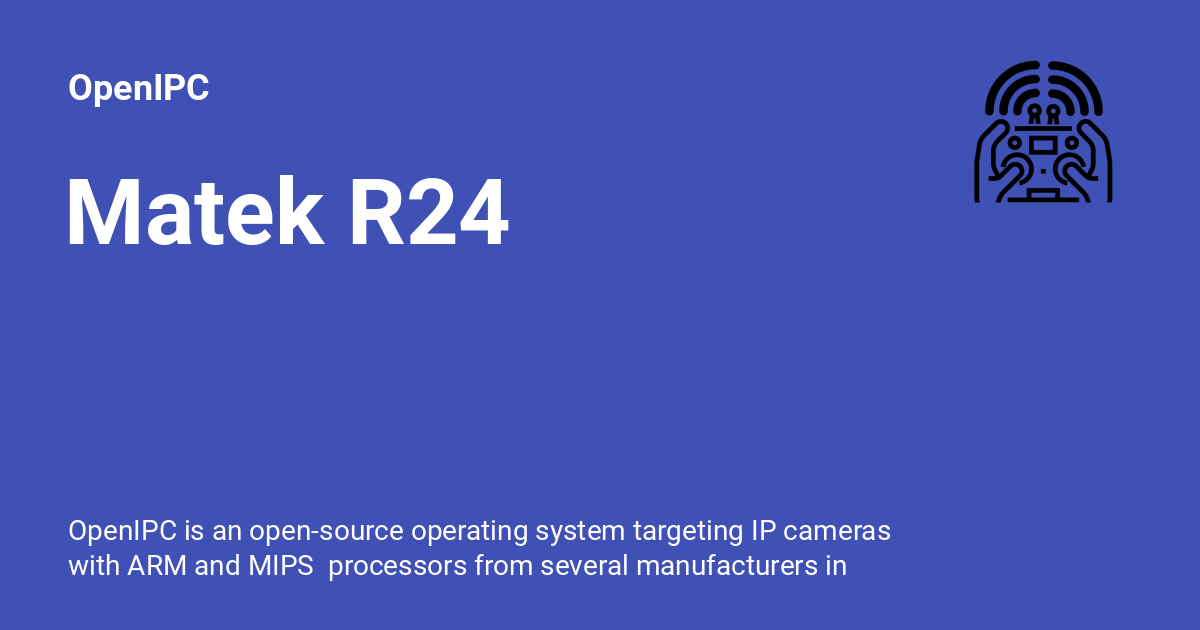 OpenIPC
Matek R24
OpenIPC is an open-source operating system targeting IP cameras
with ARM and MIPS  processors from several manufacturers in